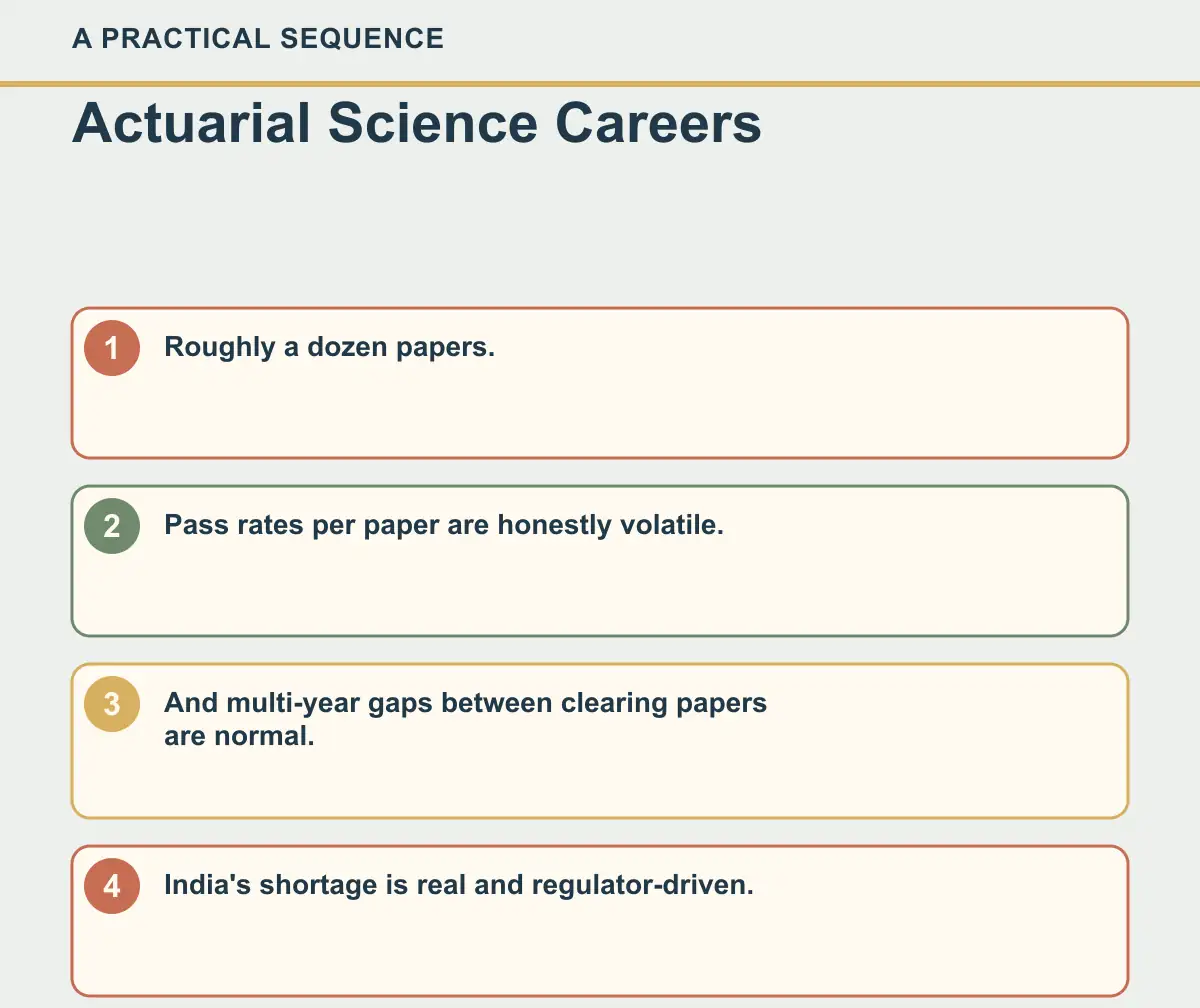 A PRACTICAL SEQUENCE
Actuarial Science Careers
1
Roughly a dozen papers.
2
Pass rates per paper are honestly volatile.
3
And multi-year gaps between clearing papers
are normal.
4
India's shortage is real and regulator-driven.